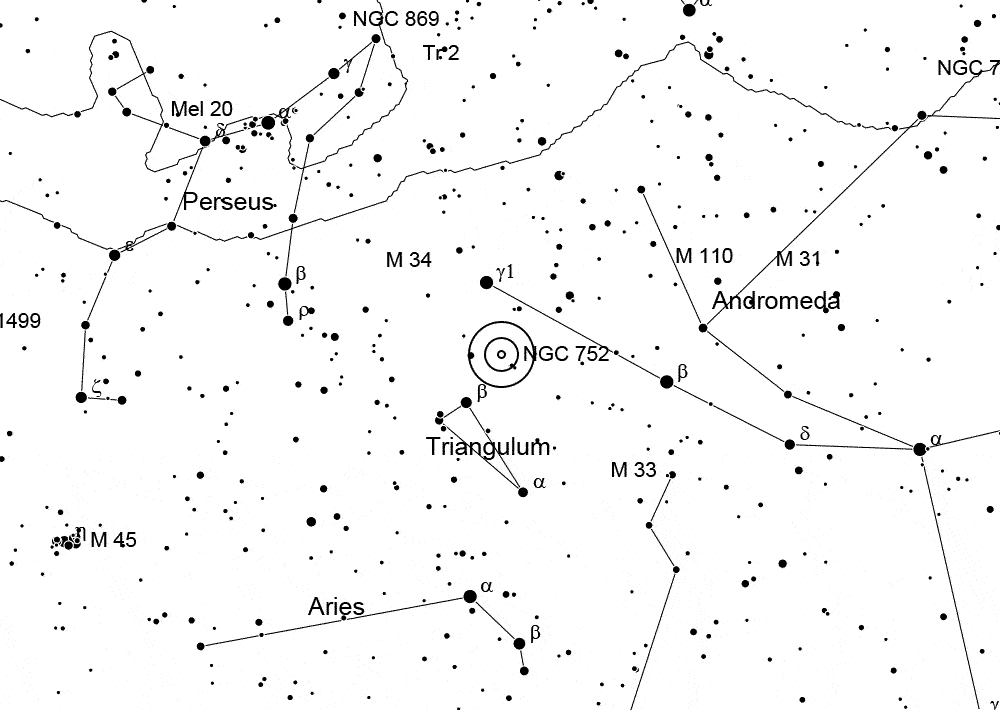 α
NGC 869
Tr 2
γ
NGC 7
Mel 20
α
δ
Perseus
ε
M 34
M 110
M 31
β
γ1
Andromeda
ρ
1499
NGC 752
β
ζ
β
δ
α
Triangulum
M 33
α
η
M 45
α
Aries
β
γ